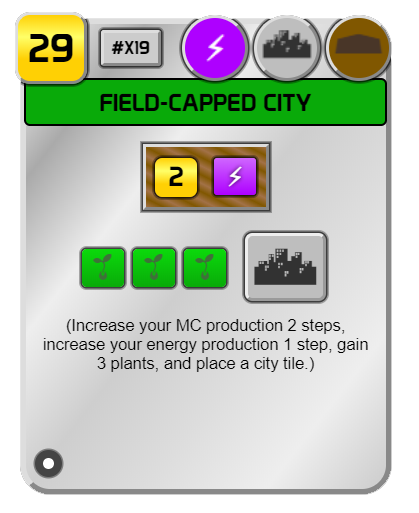 29 #X19
FIELD-CAPPED CITY
2
(Increase your MC production 2 steps,
increase your energy production 1 step, gain
3 plants, and place a city tile.)